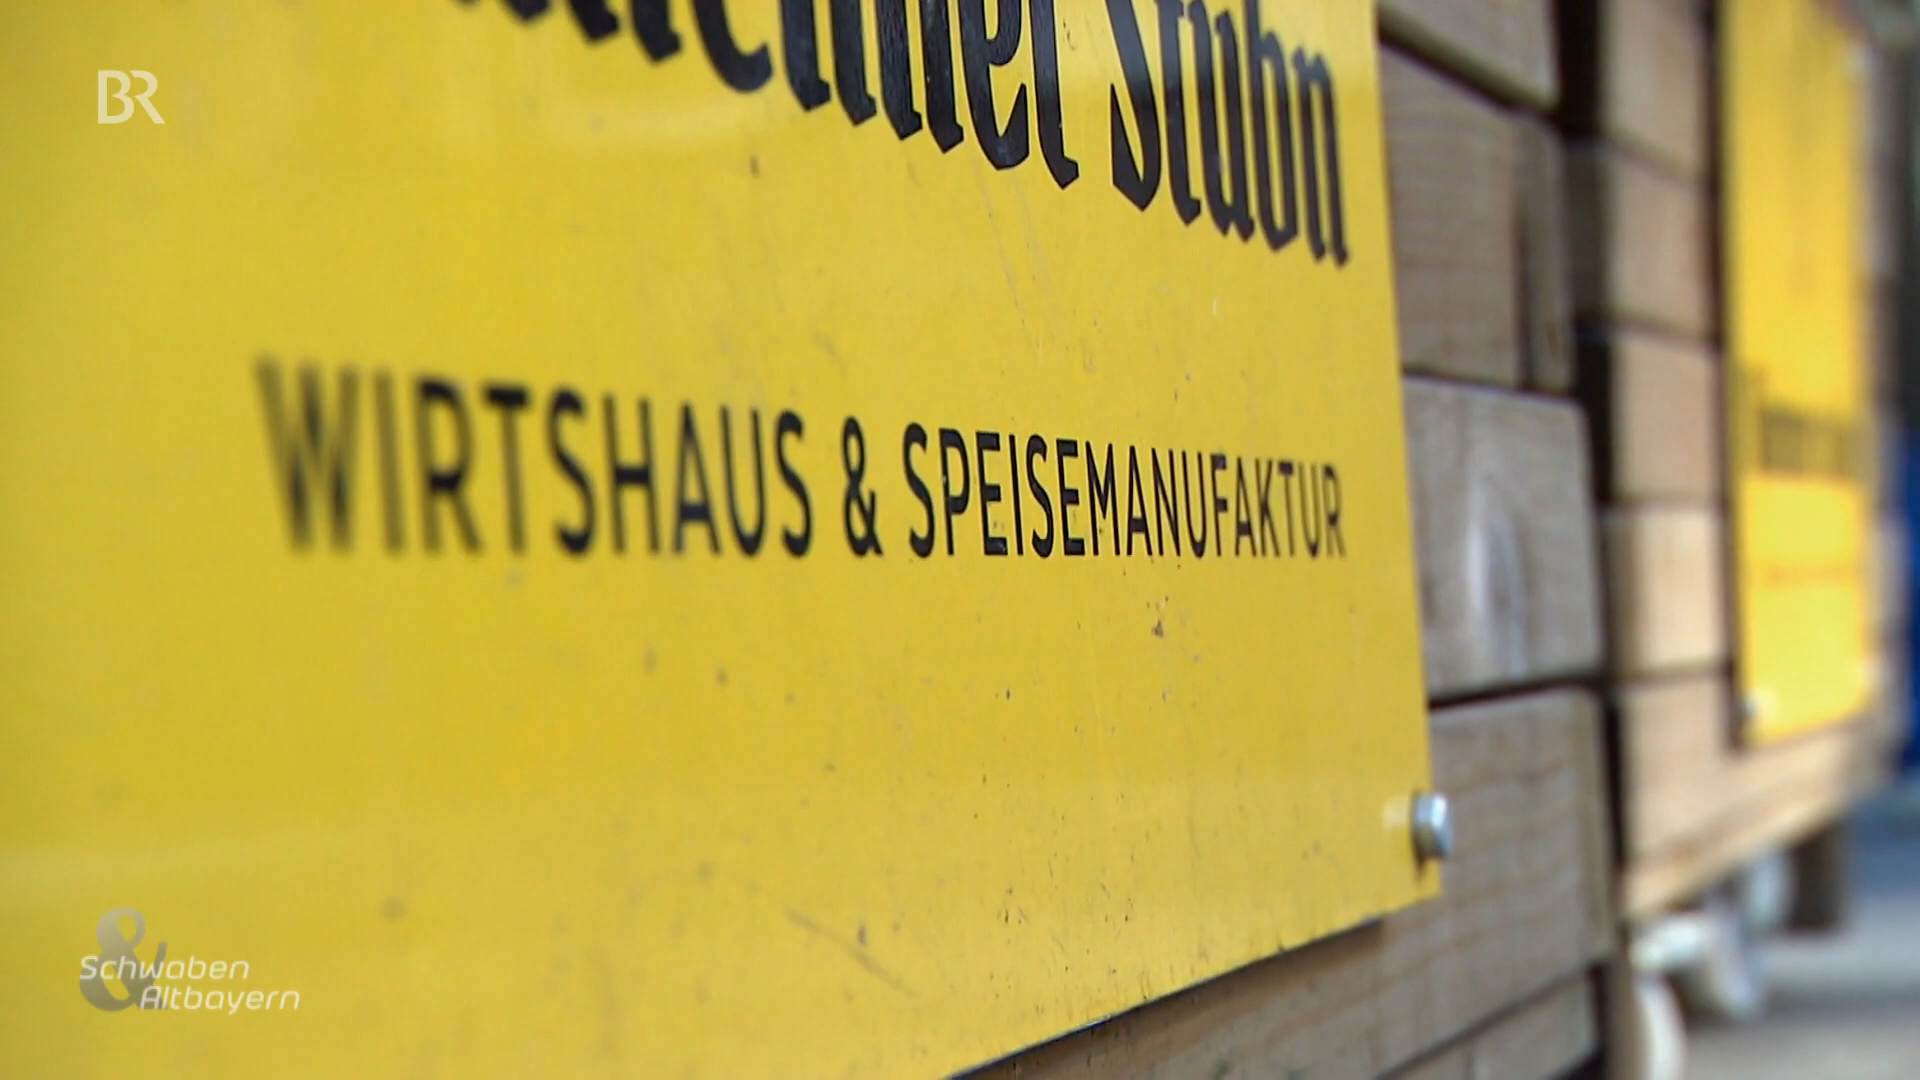 BR
Stubn
WIRTSHAUS & SPEISEMANUFAKTUR
&
Schwaben
Altbayern